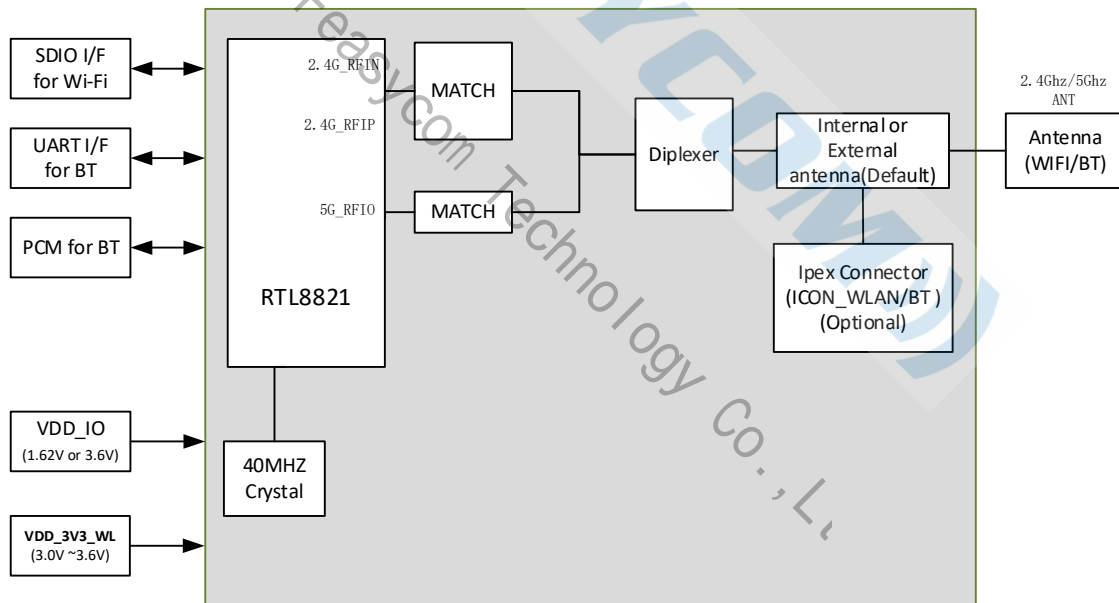 SDIO I/F
for Wi-Fi
UART I/F
for BT
PCM for BT
VDD_IO
(1.62V or 3.6V)
VDD_3V3_WL
(3.0V ~3.6V)
2.4G_RFIN
2.4G_RFIP
5G_RFIO
RTL8821
40MHZ
Crystal
MATCH
MATCH
Diplexer
Internal or
External
antenna(Default)
Ipex Connector
(ICON_WLAN/BT )
(Optional)
2.4Ghz/5Ghz
ANT
Antenna
(WIFI/BT)
easycom Technology Co.,
YCOM